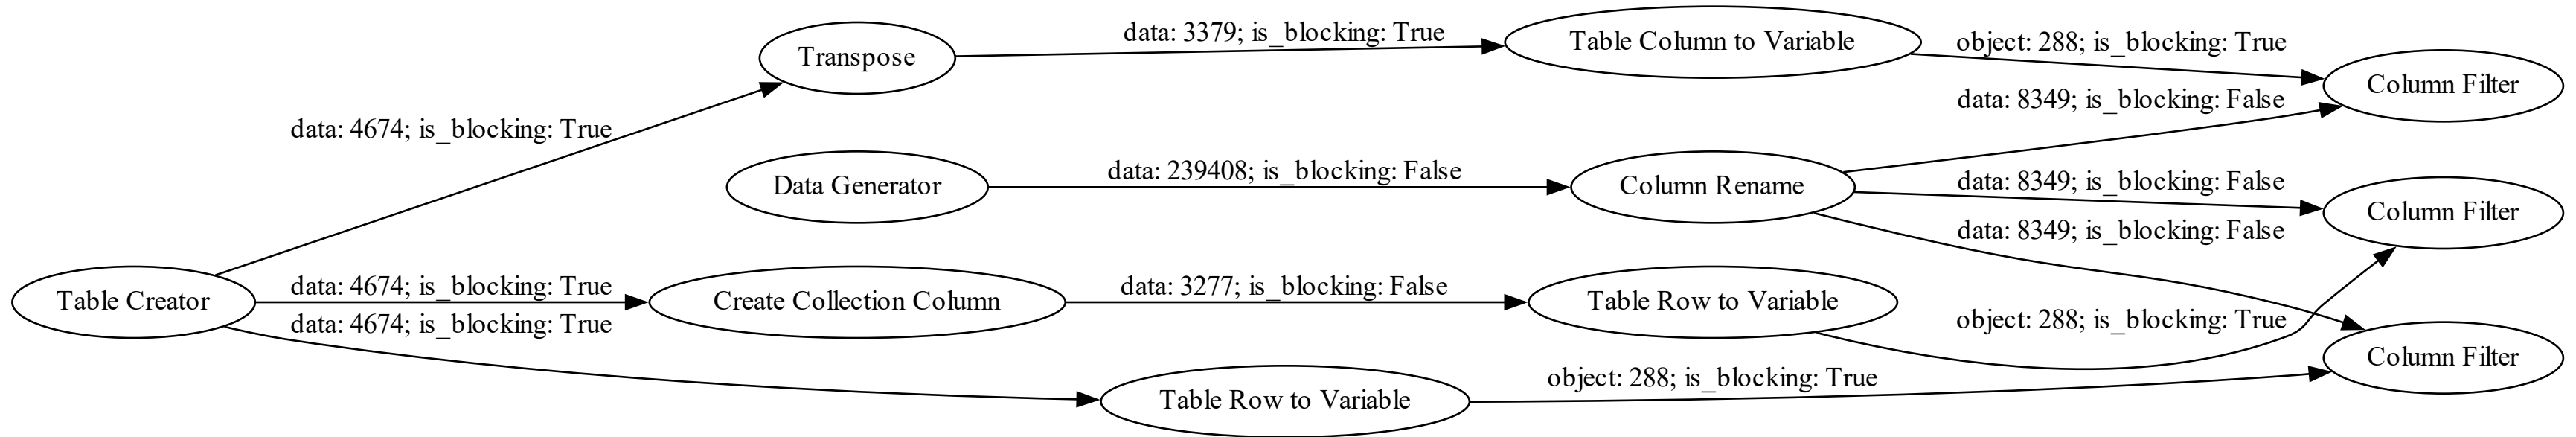 data: 3379; is_blocking: True
Table Column to Variable
object: 288; is_blocking: True
Transpose
Column Filter
data: 8349; is_blocking: False
data: 4674; is_blocking: True
data: 239408; is_blocking: False
Data Generator
Column Rename
data: 8349; is_blocking: False
Column Filter
data: 8349; is_blocking: False
Table Creator
data: 4674; is_blocking: True
Create Collection Column
data: 3277; is_blocking: False
Table Row to Variable
object: 288; is_blocking: True
data: 4674; is_blocking: True
Column Filter
Table Row to Variable
object: 288; is_blocking: True